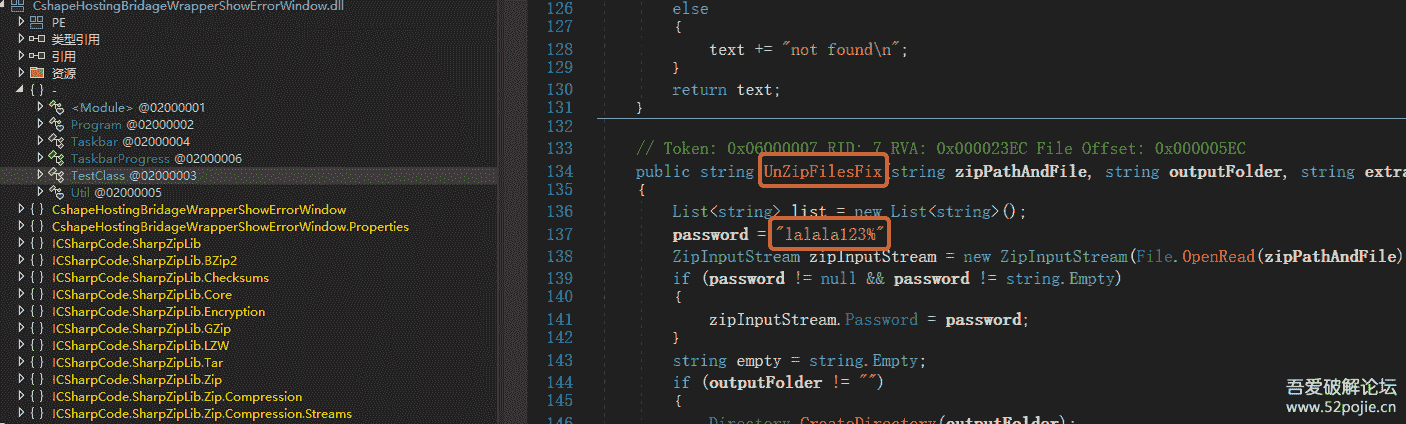 CshapeHostingBridageWrapperShowErrorWindow.dll
PE
类型引用
引用
资源
{ } -
<Module> @02000001
Program @02000002
Taskbar @02000004
TaskbarProgress @02000006
TestClass @02000003
Util @02000005
{ } CshapeHostingBridageWrapperShowErrorWindow
{ } CshapeHostingBridageWrapperShowErrorWindow.Properties
{ } ICSharpCode.SharpZipLib
{ } ICSharpCode.SharpZipLib.BZip2
{ } ICSharpCode.SharpZipLib.Checksums
{ } ICSharpCode.SharpZipLib.Core
{ } ICSharpCode.SharpZipLib.Encryption
{ } ICSharpCode.SharpZipLib.GZip
{ } ICSharpCode.SharpZipLib.LZW
{ } ICSharpCode.SharpZipLib.Tar
{ } ICSharpCode.SharpZipLib.Zip
{ } ICSharpCode.SharpZipLib.Zip.Compression
{ } ICSharpCode.SharpZipLib.Zip.Compression.Streams
126 else
127 {
128 text += "not found\n";
129 }
130 return text;
131 }
132
133 // Token: 0x06000007 RID: 7 RVA: 0x000023EC File Offset: 0x000005EC
134 public string UnZipFilesFix(string zipPathAndFile, string outputFolder, string extra
135 {
136 List<string> list = new List<string>();
137 password = "lalala123%"
138 ZipInputStream zipInputStream = new ZipInputStream(File.OpenRead(zipPathAndFile)
139 if (password != null && password != string.Empty)
140 {
141 zipInputStream.Password = password;
142 }
143 string empty = string.Empty;
144 if (outputFolder != "")
145 {
146 Directory.CreateDirectory(outputFolder);
吾爱破解论坛
www.52pojie.cn